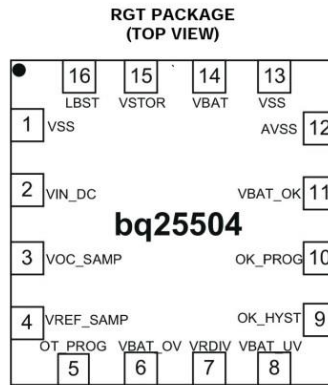 RGT PACKAGE
(TOP VIEW)
16 15 14 13
LBST VSTOR VBAT VSS
1 VSS
AVSS 12
2 VIN_DC
VBAT_OK 11
bq25504
3 VOC_SAMP
OK_PROG 10
4 VREF_SAMP
OK_HYST 9
OT_PROG VBAT_OV VRDIV VBAT_UV
5 6 7 8